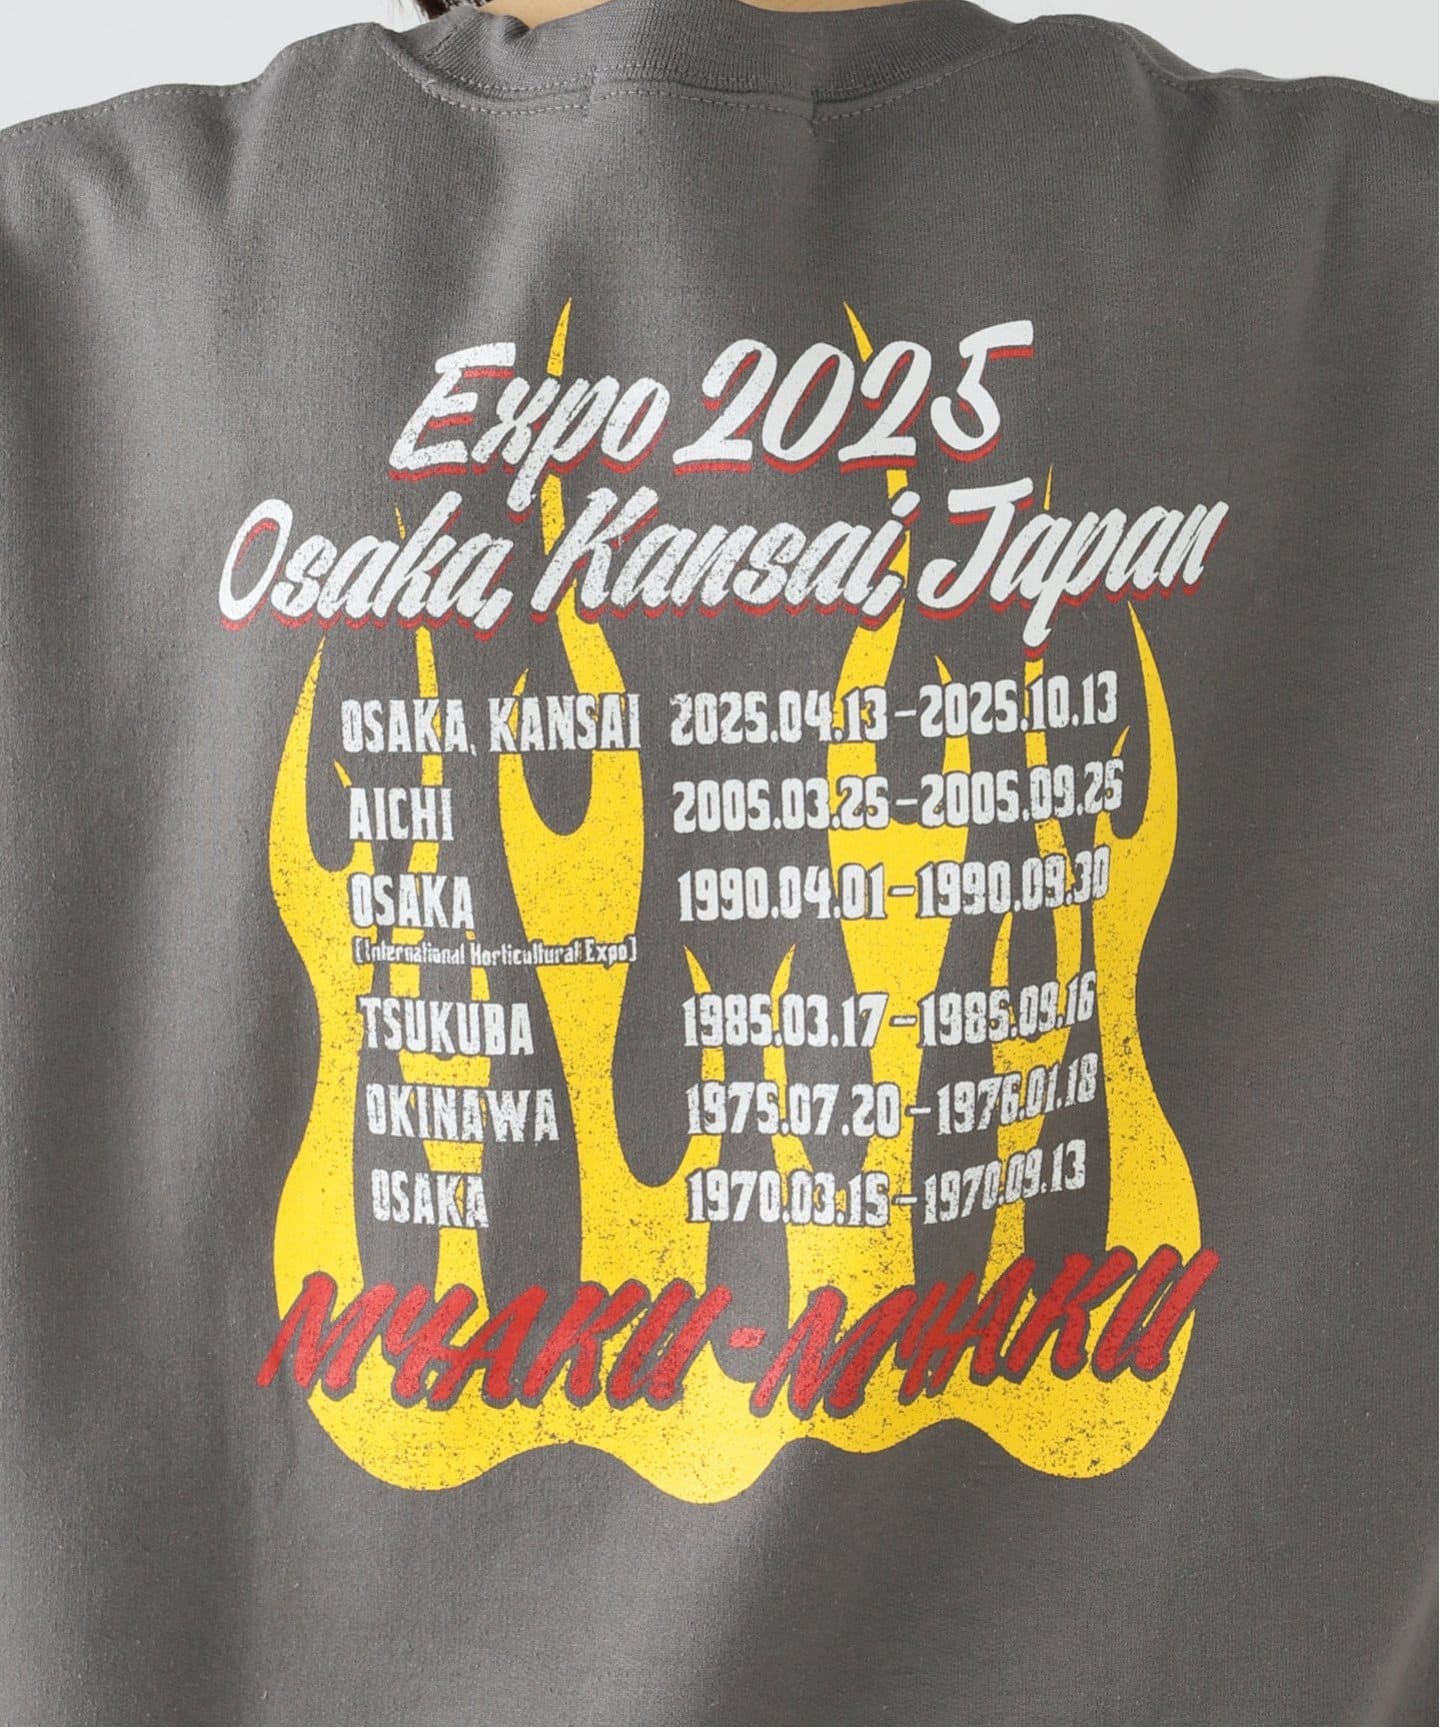 Expo 2025
Osaka, Kansai, Japan
OSAKA, KANSAI 2025.04.13-2025.10.13
AICHI 2005.03.25-2005.09.25
OSAKA 1990.04.01-1990.09.30
[International Horticultural Expo]
TSUKUBA 1985.03.17-1985.09.16
OKINAWA 1975.07.20-1976.01.18
OSAKA 1970.03.15-1970.09.13
MYAKU-MYAKU